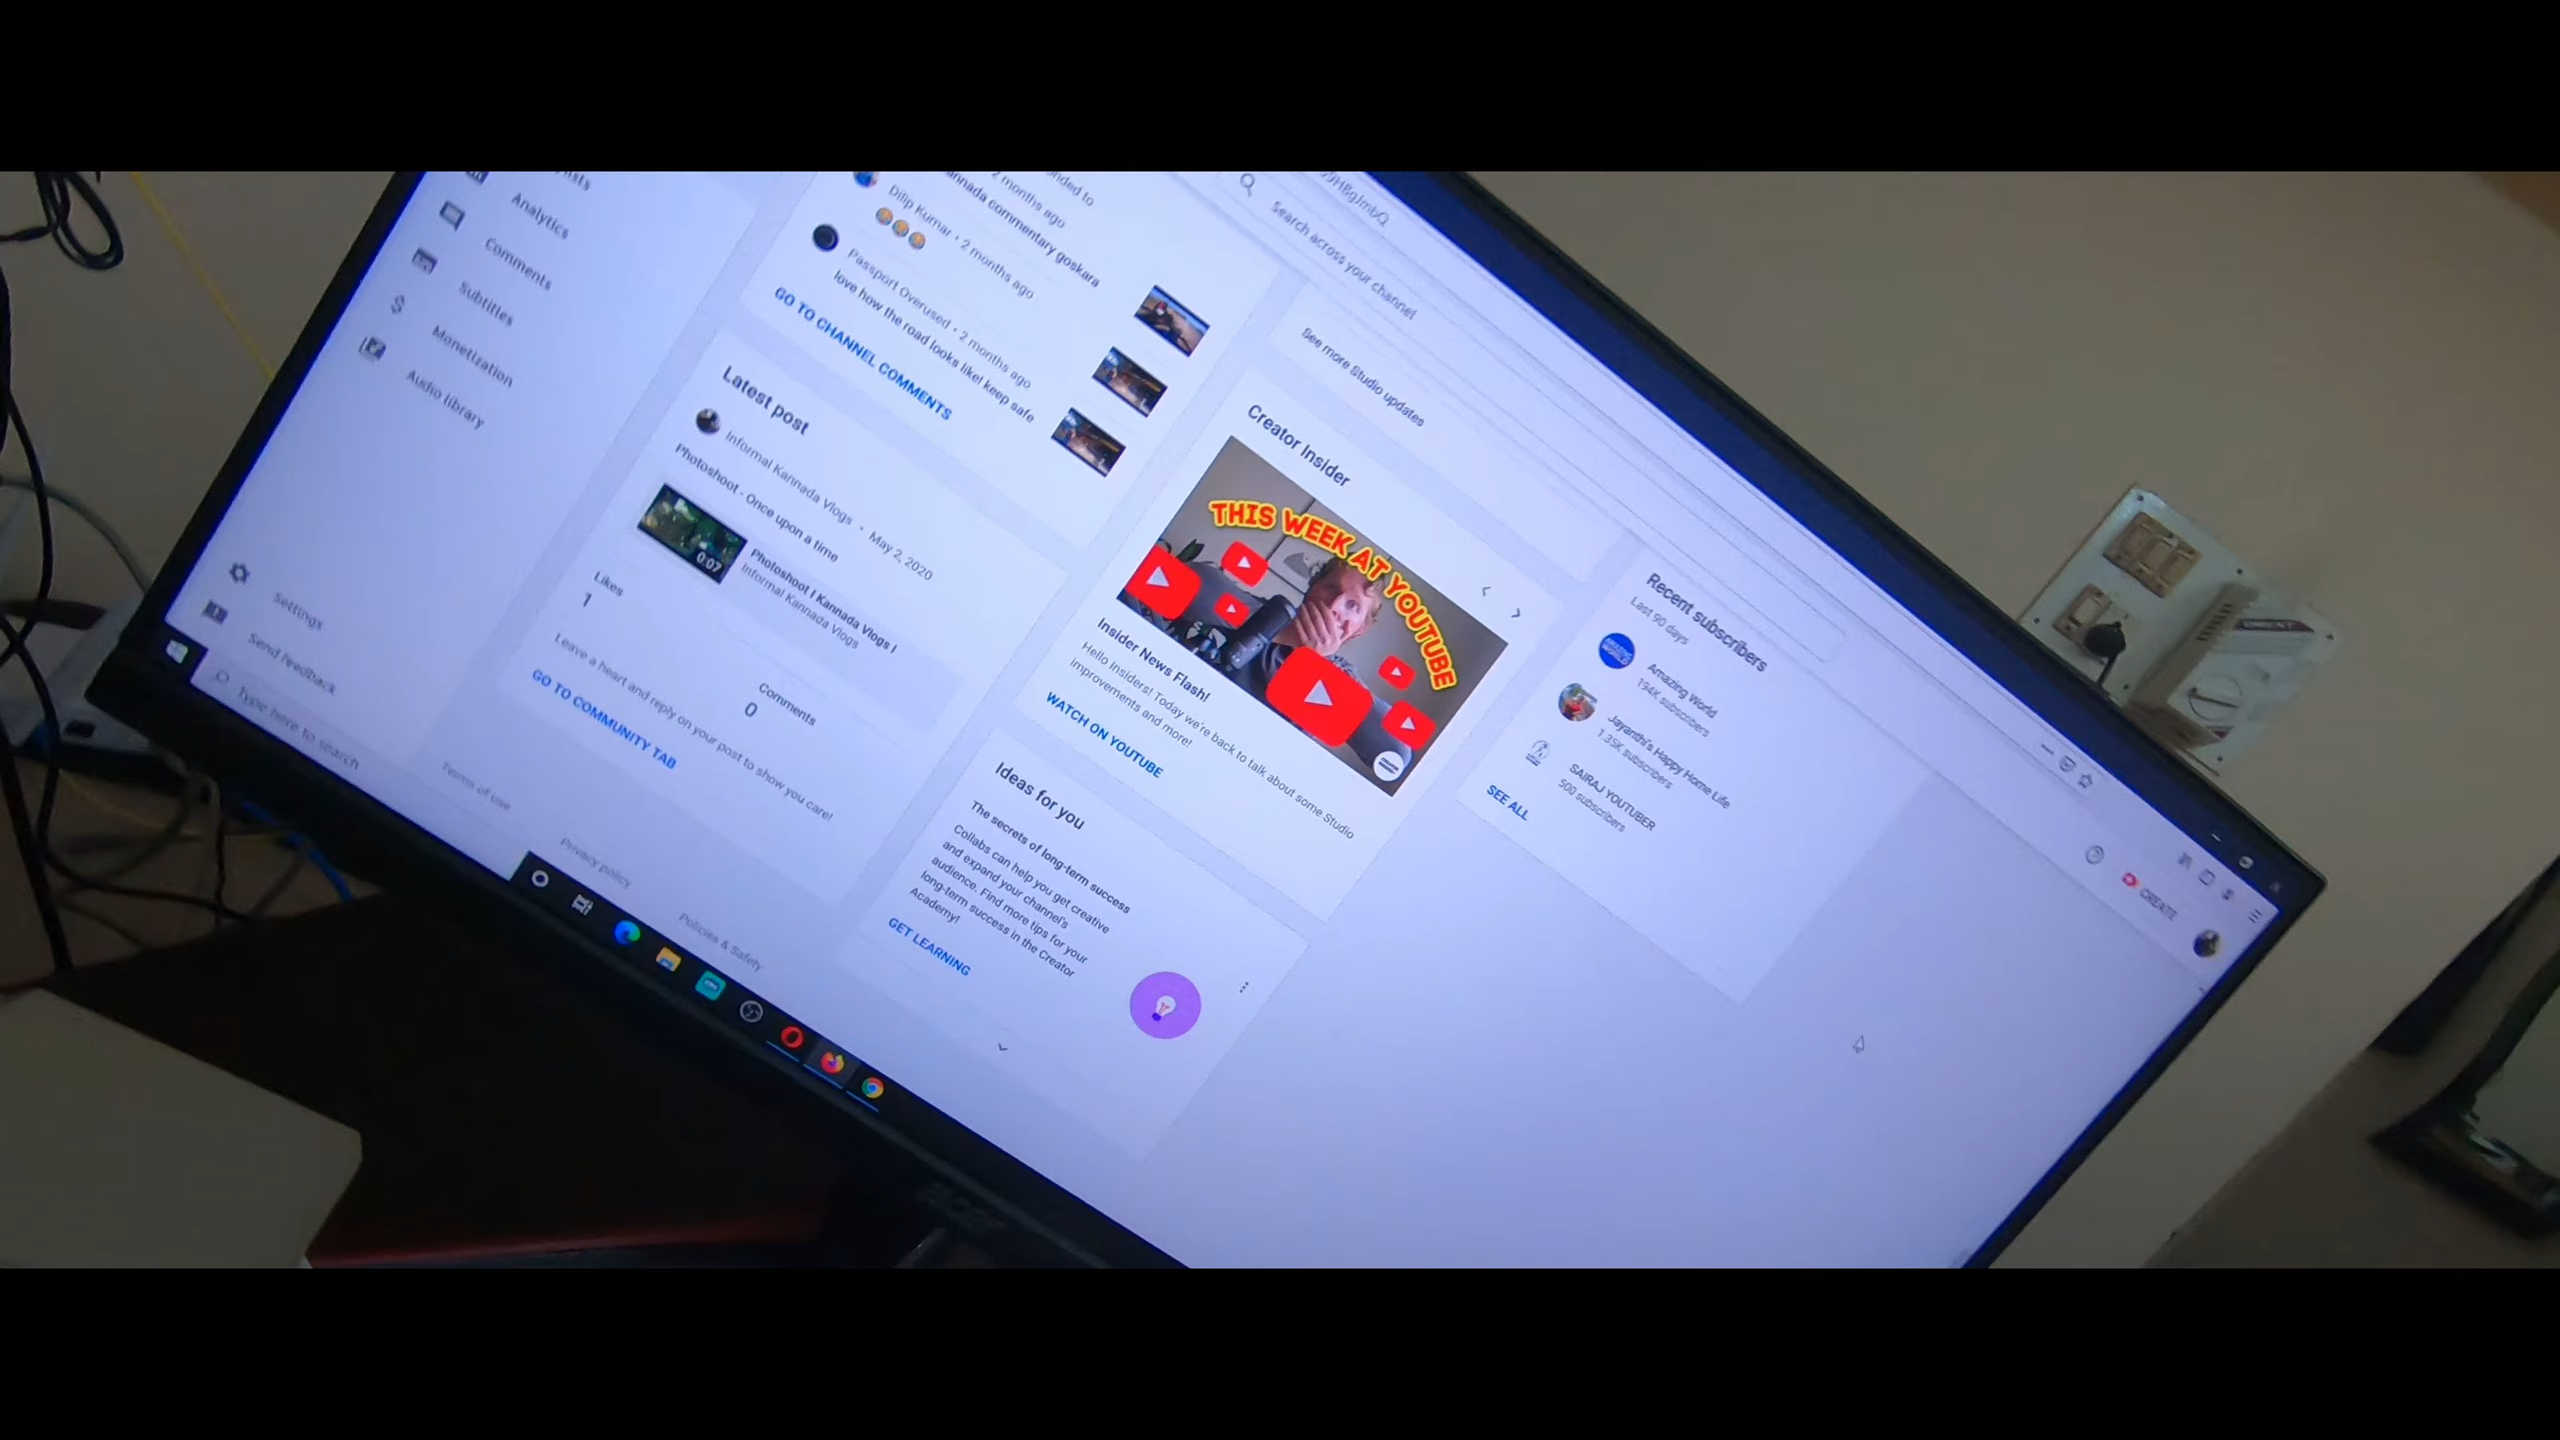 Analytics
Comments
Subtitles
Monetization
Audio library
Settings
Send feedback
Type here to search
2 months ago
kannada commentary goskara
Dilip Kumar • 2 months ago
Passport Overused • 2 months ago
love how the road looks like! keep safe
GO TO CHANNEL COMMENTS
Latest post
Informal Kannada Vlogs • May 2, 2020
Photoshoot - Once upon a time
0:07
Photoshoot I Kannada Vlogs I
Informal Kannada Vlogs
Likes
1
Comments
0
Leave a heart and reply on your post to show you care!
GO TO COMMUNITY TAB
Terms of use
Privacy policy
Policies & Safety
Search across your channel
See more Studio updates
Creator Insider
THIS WEEK AT YOUTUBE
Insider News Flash!
Hello Insiders! Today we're back to talk about some Studio
improvements and more!
WATCH ON YOUTUBE
Ideas for you
The secrets of long-term success
Collabs can help you get creative
and expand your channel's
audience. Find more tips for your
long-term success in the Creator
Academy!
GET LEARNING
Recent subscribers
Last 90 days
AMAZING
WORLD
Amazing World
194K subscribers
Jayanthi's Happy Home Life
1.35K subscribers
SAIRAJ YOUTUBER
500 subscribers
SEE ALL
CREATE
acer